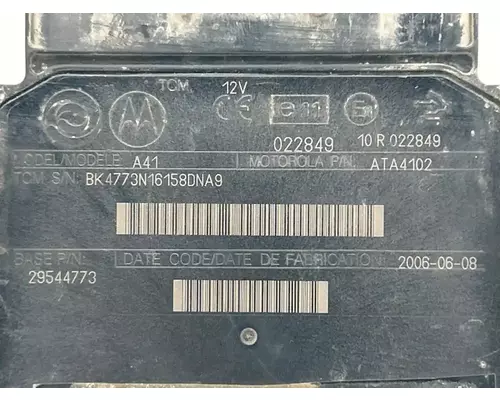 TCM 12V
CE e11 E
022849 10 R 022849
MODEL/MODELE A41 MOTOROLA P/N: ATA4102
TCM S/N: BK4773N16158DNA9
BASE P/N: DATE CODE/DATE DE FABRICATION: 2006-06-08
29544773